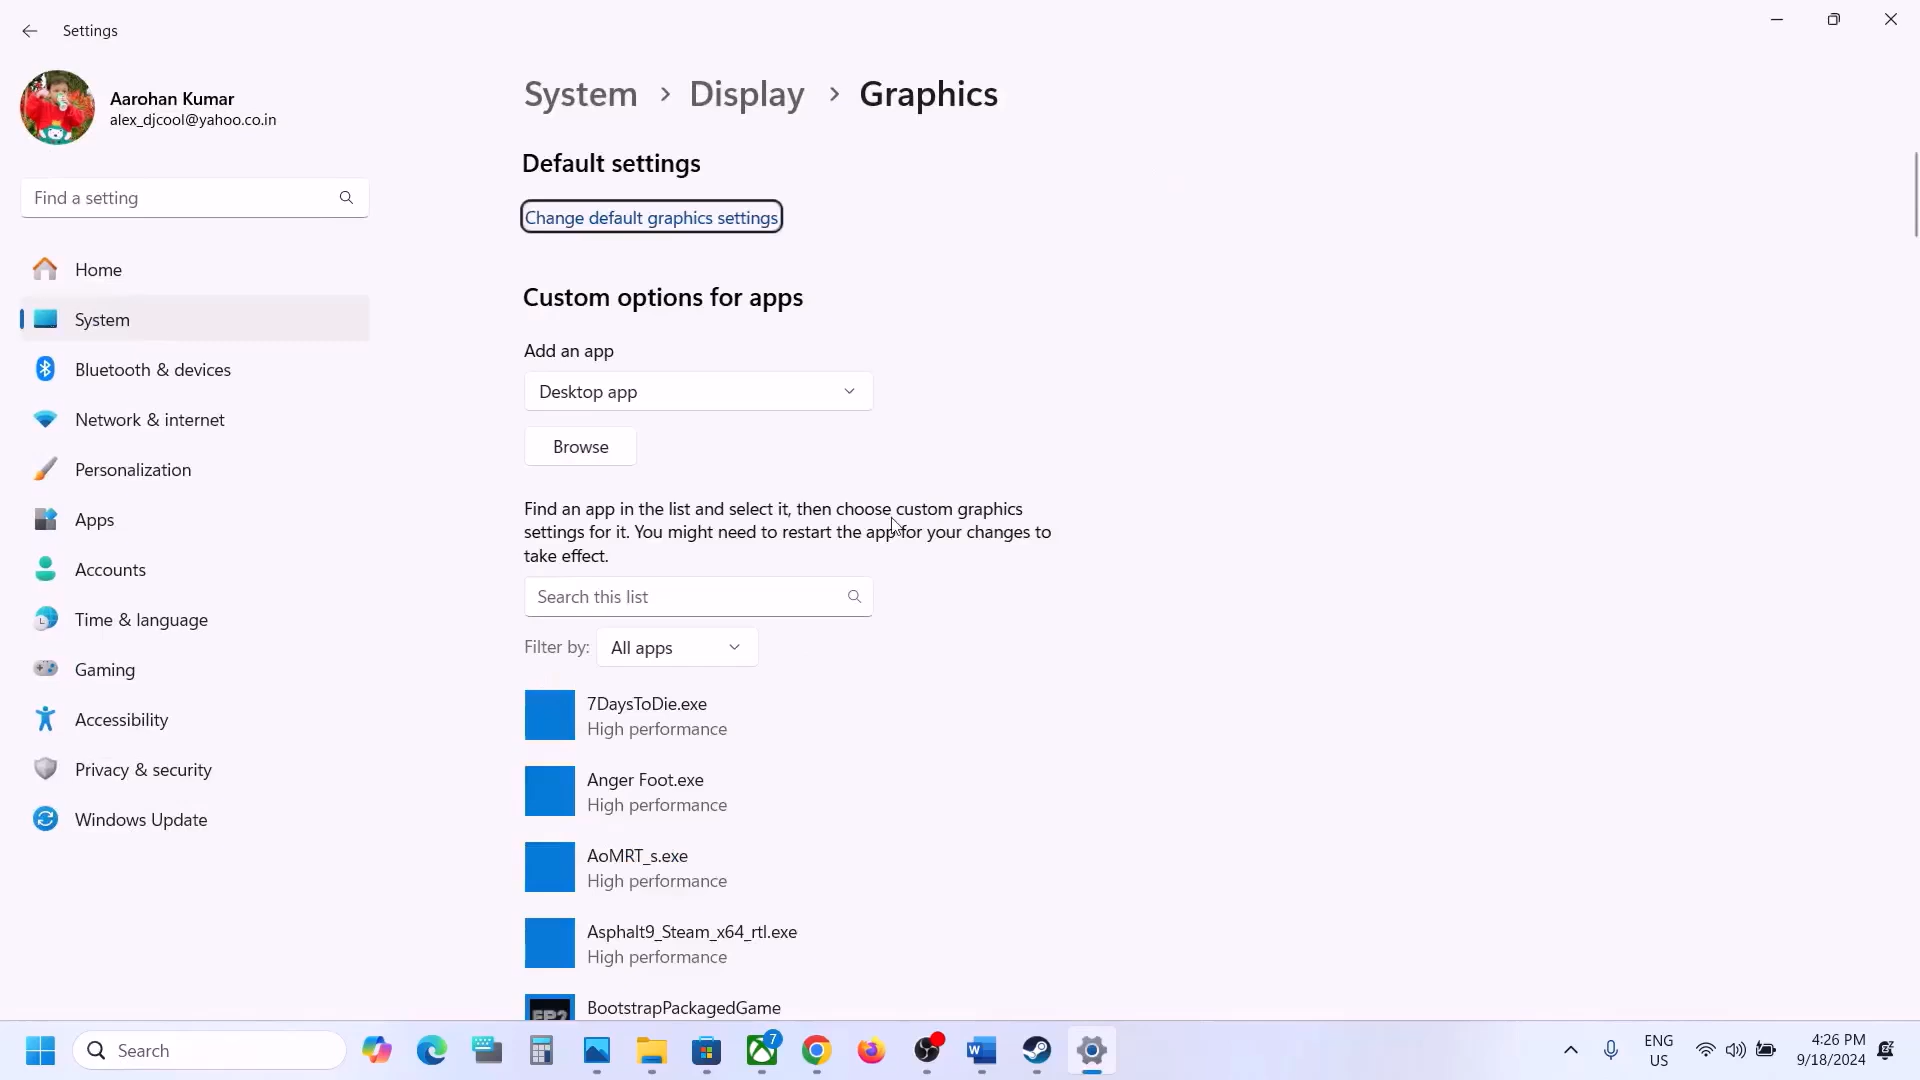 Settings
Aarohan Kumar
alex_djcool@yahoo.co.in
Find a setting
Home
System
Bluetooth & devices
Network & internet
Personalization
Apps
Accounts
Time & language
Gaming
Accessibility
Privacy & security
Windows Update
System > Display > Graphics
Default settings
Change default graphics settings
Custom options for apps
Add an app
Desktop app
Browse
Find an app in the list and select it, then choose custom graphics
settings for it. You might need to restart the app for your changes to
take effect.
Search this list
Filter by: All apps
7DaysToDie.exe
High performance
Anger Foot.exe
High performance
AoMRT_s.exe
High performance
Asphalt9_Steam_x64_rtl.exe
High performance
BootstrapPackagedGame
Search
7
ENG
US
4:26 PM
9/18/2024